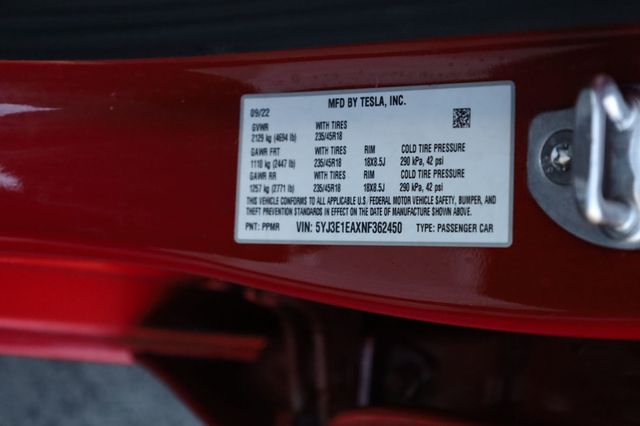 MFD BY TESLA, INC.
09/22
GVWR WITH TIRES
2129 kg (4694 lb) 235/45R18
GAWR FRT WITH TIRES RIM COLD TIRE PRESSURE
1110 kg (2447 lb) 235/45R18 18X8.5J 290 kPa, 42 psi
GAWR RR WITH TIRES RIM COLD TIRE PRESSURE
1257 kg (2771 lb) 235/45R18 18X8.5J 290 kPa, 42 psi
THIS VEHICLE CONFORMS TO ALL APPLICABLE U.S. FEDERAL MOTOR VEHICLE SAFETY, BUMPER, AND
THEFT PREVENTION STANDARDS IN EFFECT ON THE DATE OF MANUFACTURE SHOWN ABOVE.
PNT: PPMR VIN: 5YJ3E1EAXNF362450 TYPE: PASSENGER CAR